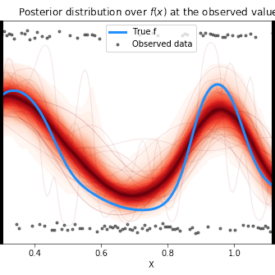 Posterior distribution over f(x) at the observed value
True f
Observed data
0.4 0.6 0.8 1.0
X